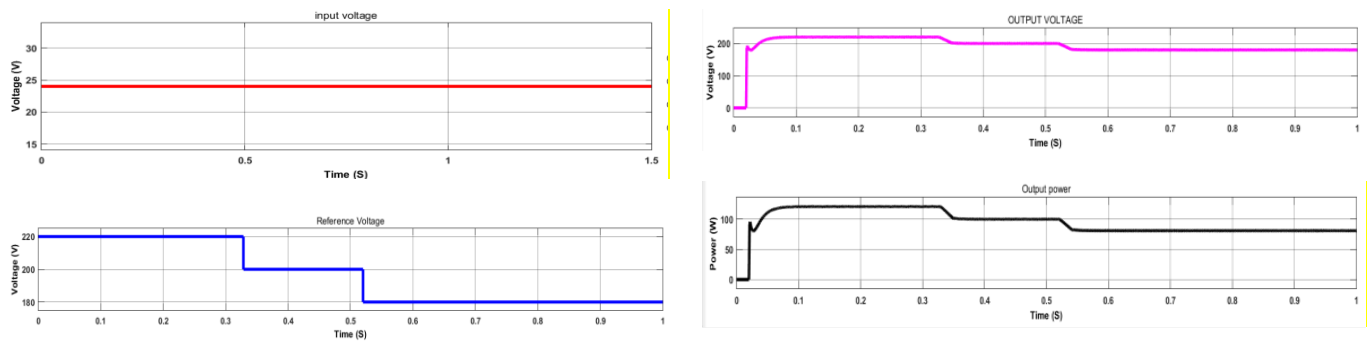 input voltage
Voltage (V)
30
25
20
15
0 0.5 1 1.5
Time (S)
OUTPUT VOLTAGE
Voltage (V)
200
100
0
0 0.1 0.2 0.3 0.4 0.5 0.6 0.7 0.8 0.9 1
Time (S)
Reference Voltage
Voltage (V)
220
200
180
0 0.1 0.2 0.3 0.4 0.5 0.6 0.7 0.8 0.9 1
Time (S)
Output power
Power (W)
100
50
0
0 0.1 0.2 0.3 0.4 0.5 0.6 0.7 0.8 0.9 1
Time (S)